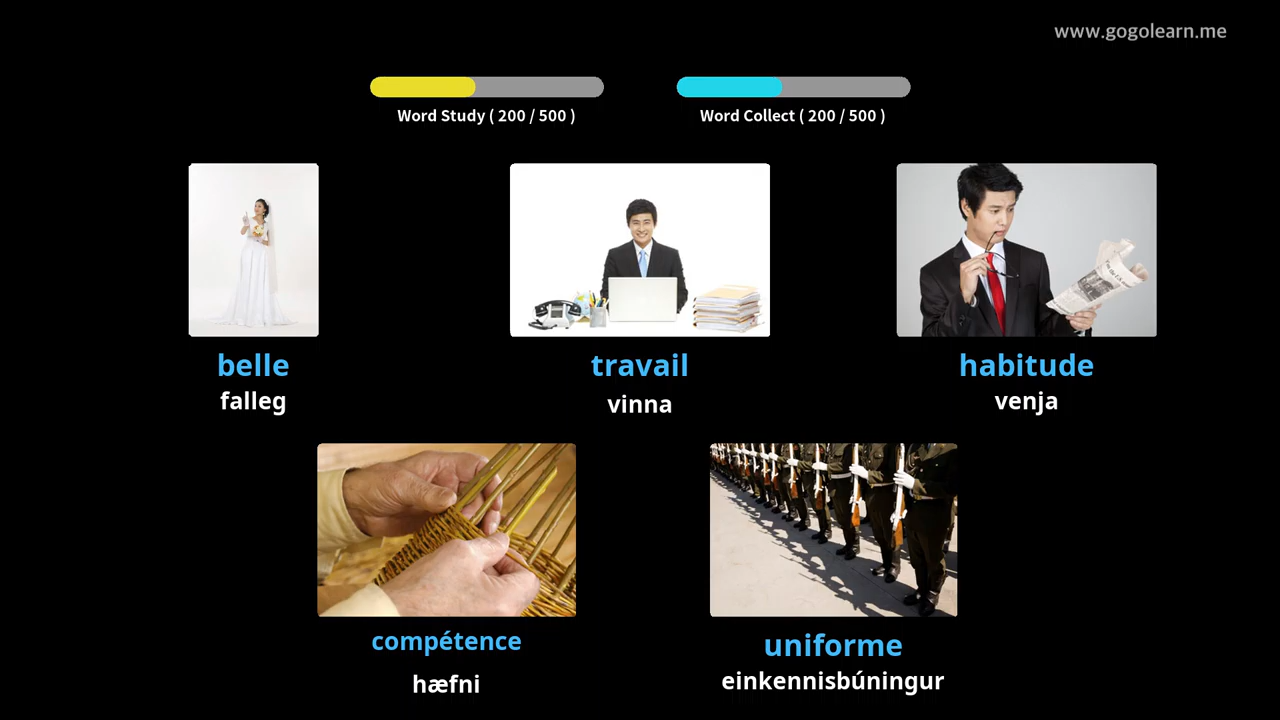 www.gogolearn.me
Word Study ( 200 / 500 )
Word Collect ( 200 / 500 )
belle
falleg
travail
vinna
habitude
venja
compétence
hæfni
uniforme
einkennisbúningur